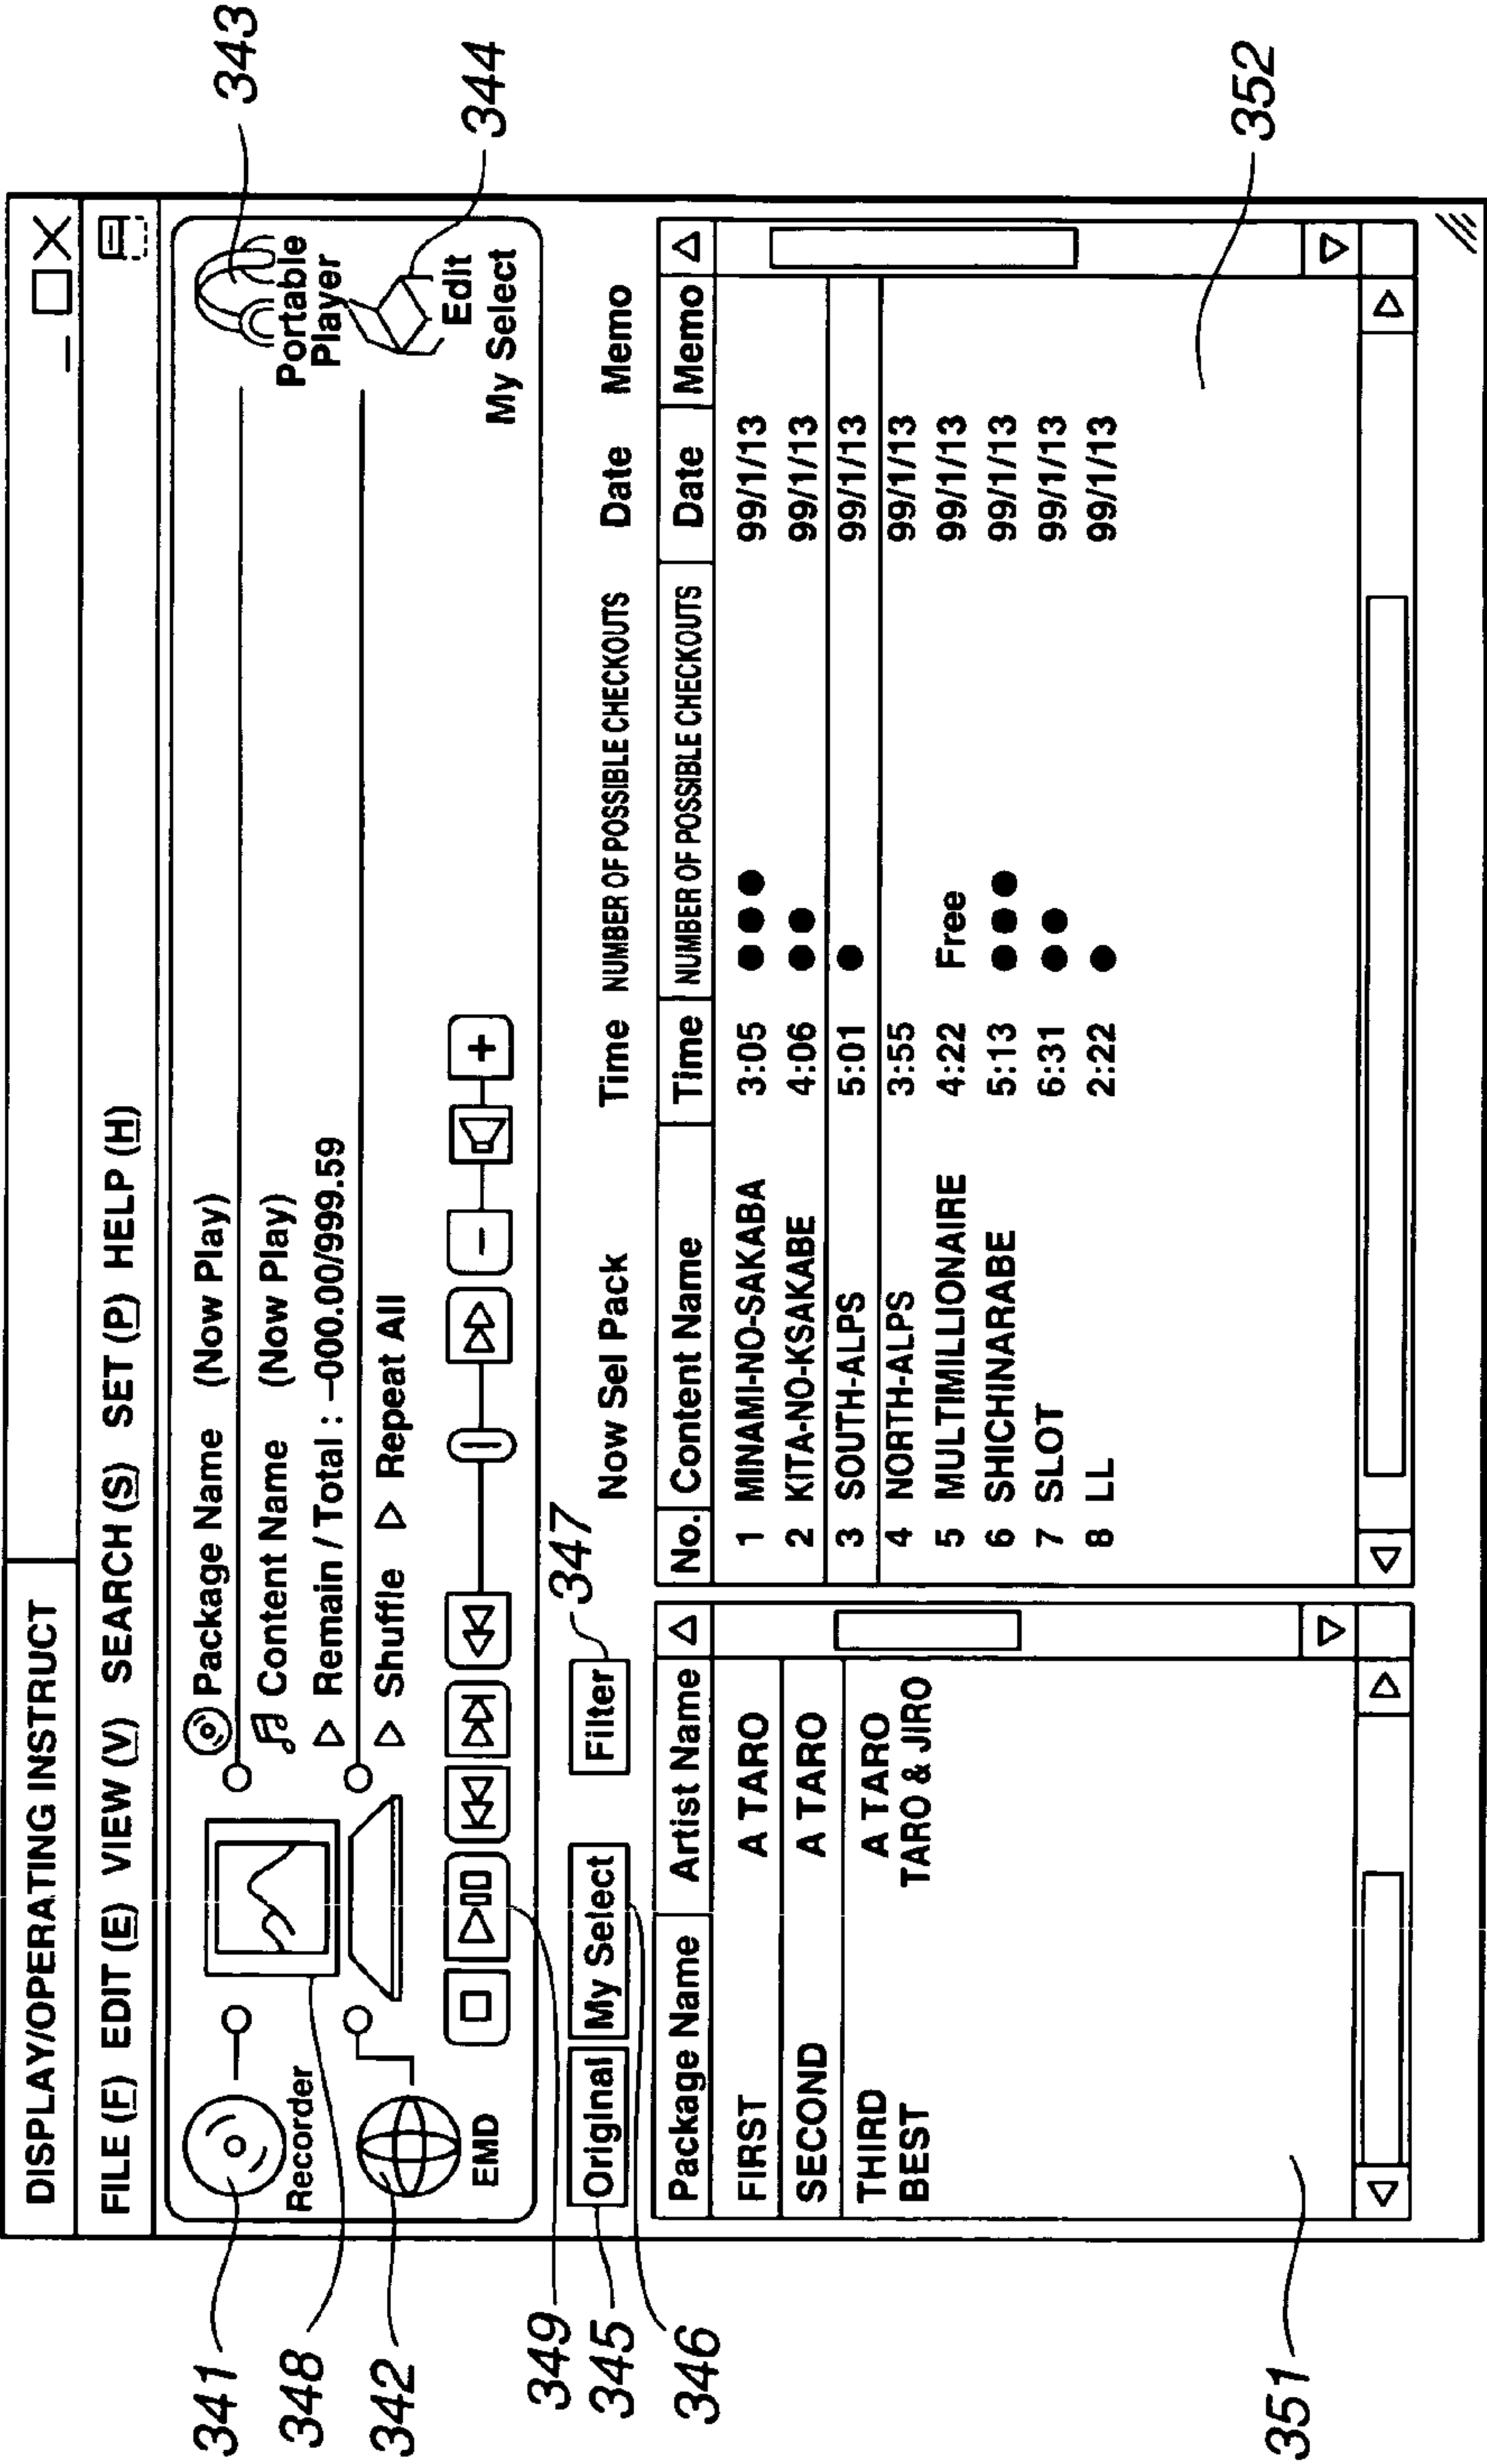 DISPLAY/OPERATING INSTRUCT
FILE (F) EDIT (E) VIEW (V) SEARCH (S) SET (P) HELP (H)
341
348
342
Recorder
EMD
Package Name (Now Play)
Content Name (Now Play)
Remain / Total : –000.00/999.59
Shuffle Repeat All
Portable
Player
Edit
My Select
343
344
349
345
346
Original My Select Filter
347
Now Sel Pack Time NUMBER OF POSSIBLE CHECKOUTS Date Memo
Package Name Artist Name
FIRST A TARO
SECOND A TARO
THIRD A TARO
BEST TARO & JIRO
351
No. Content Name Time NUMBER OF POSSIBLE CHECKOUTS Date Memo
1 MINAMI-NO-SAKABA 3:05 ●●● 99/1/13
2 KITA-NO-KSAKABE 4:06 ●● 99/1/13
3 SOUTH-ALPS 5:01 ● 99/1/13
4 NORTH-ALPS 3:55 99/1/13
5 MULTIMILLIONAIRE 4:22 Free 99/1/13
6 SHICHINARABE 5:13 ●●● 99/1/13
7 SLOT 6:31 ●● 99/1/13
8 LL 2:22 ● 99/1/13
352